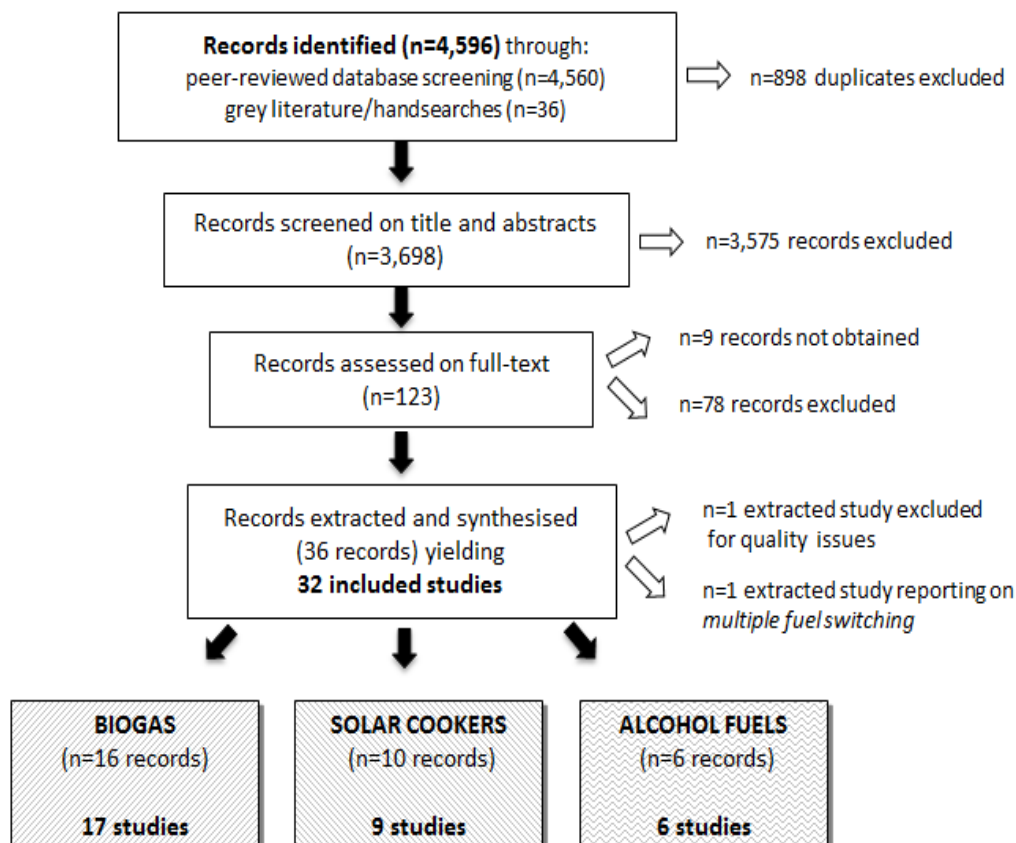 Records identified (n=4,596) through:
peer-reviewed database screening (n=4,560)
grey literature/handsearches (n=36)
n=898 duplicates excluded
Records screened on title and abstracts
(n=3,698)
n=3,575 records excluded
Records assessed on full-text
(n=123)
n=9 records not obtained
n=78 records excluded
Records extracted and synthesised
(36 records) yielding
32 included studies
n=1 extracted study excluded
for quality issues
n=1 extracted study reporting on
multiple fuel switching
BIOGAS
(n=16 records)
17 studies
SOLAR COOKERS
(n=10 records)
9 studies
ALCOHOL FUELS
(n=6 records)
6 studies